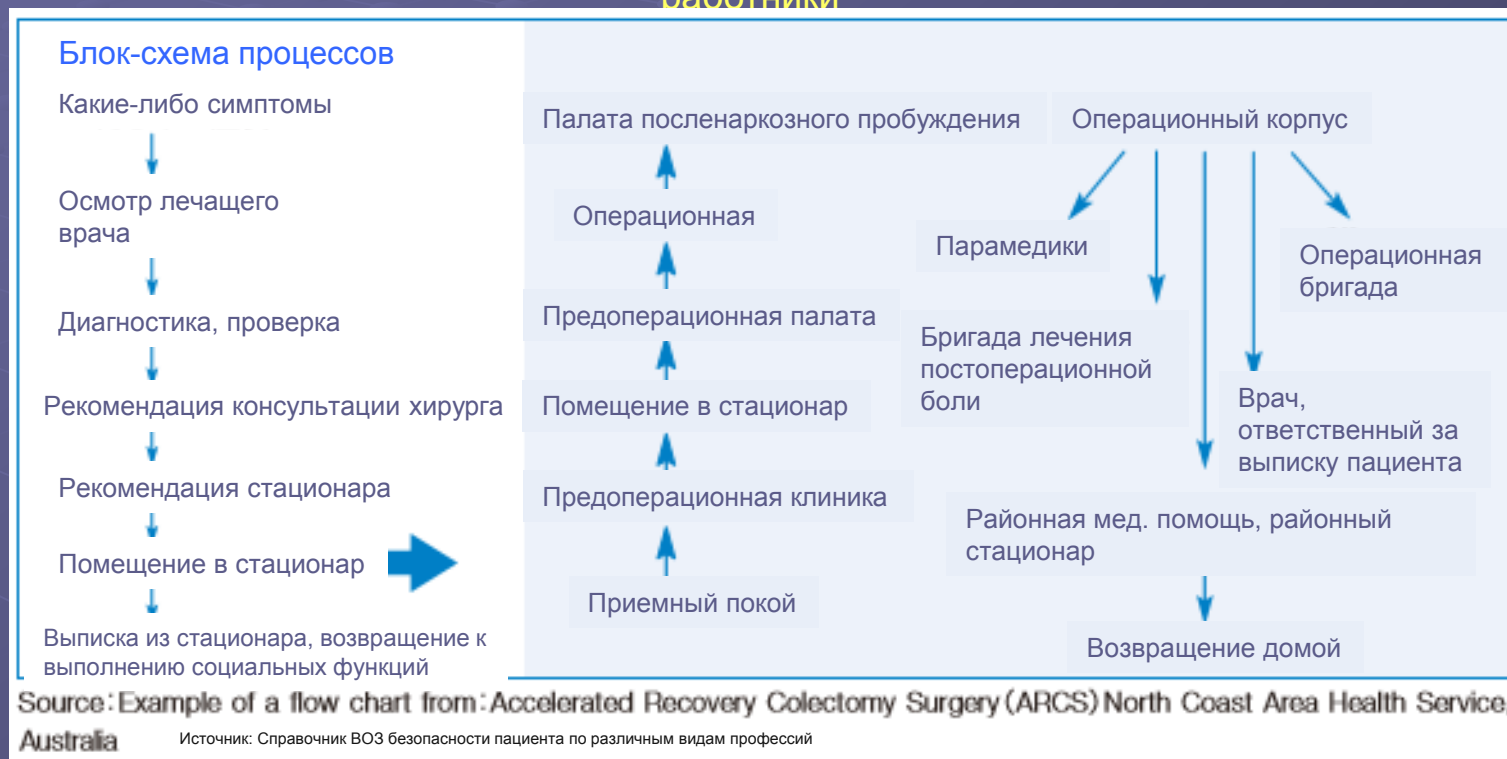 работники
Блок-схема процессов
Какие-либо симптомы
Осмотр лечащего
врача
Диагностика, проверка
Рекомендация консультации хирурга
Рекомендация стационара
Помещение в стационар
Выписка из стационара, возвращение к
выполнению социальных функций
Палата посленаркозного пробуждения
Операционная
Предоперационная палата
Помещение в стационар
Предоперационная клиника
Приемный покой
Операционный корпус
Парамедики
Операционная
бригада
Бригада лечения
постоперационной
боли
Врач,
ответственный за
выписку пациента
Районная мед. помощь, районный
стационар
Возвращение домой
Source:Example of a flow chart from:Accelerated Recovery Colectomy Surgery(ARCS)North Coast Area Health Service,
Australia
Источник: Справочник ВОЗ безопасности пациента по различным видам профессий